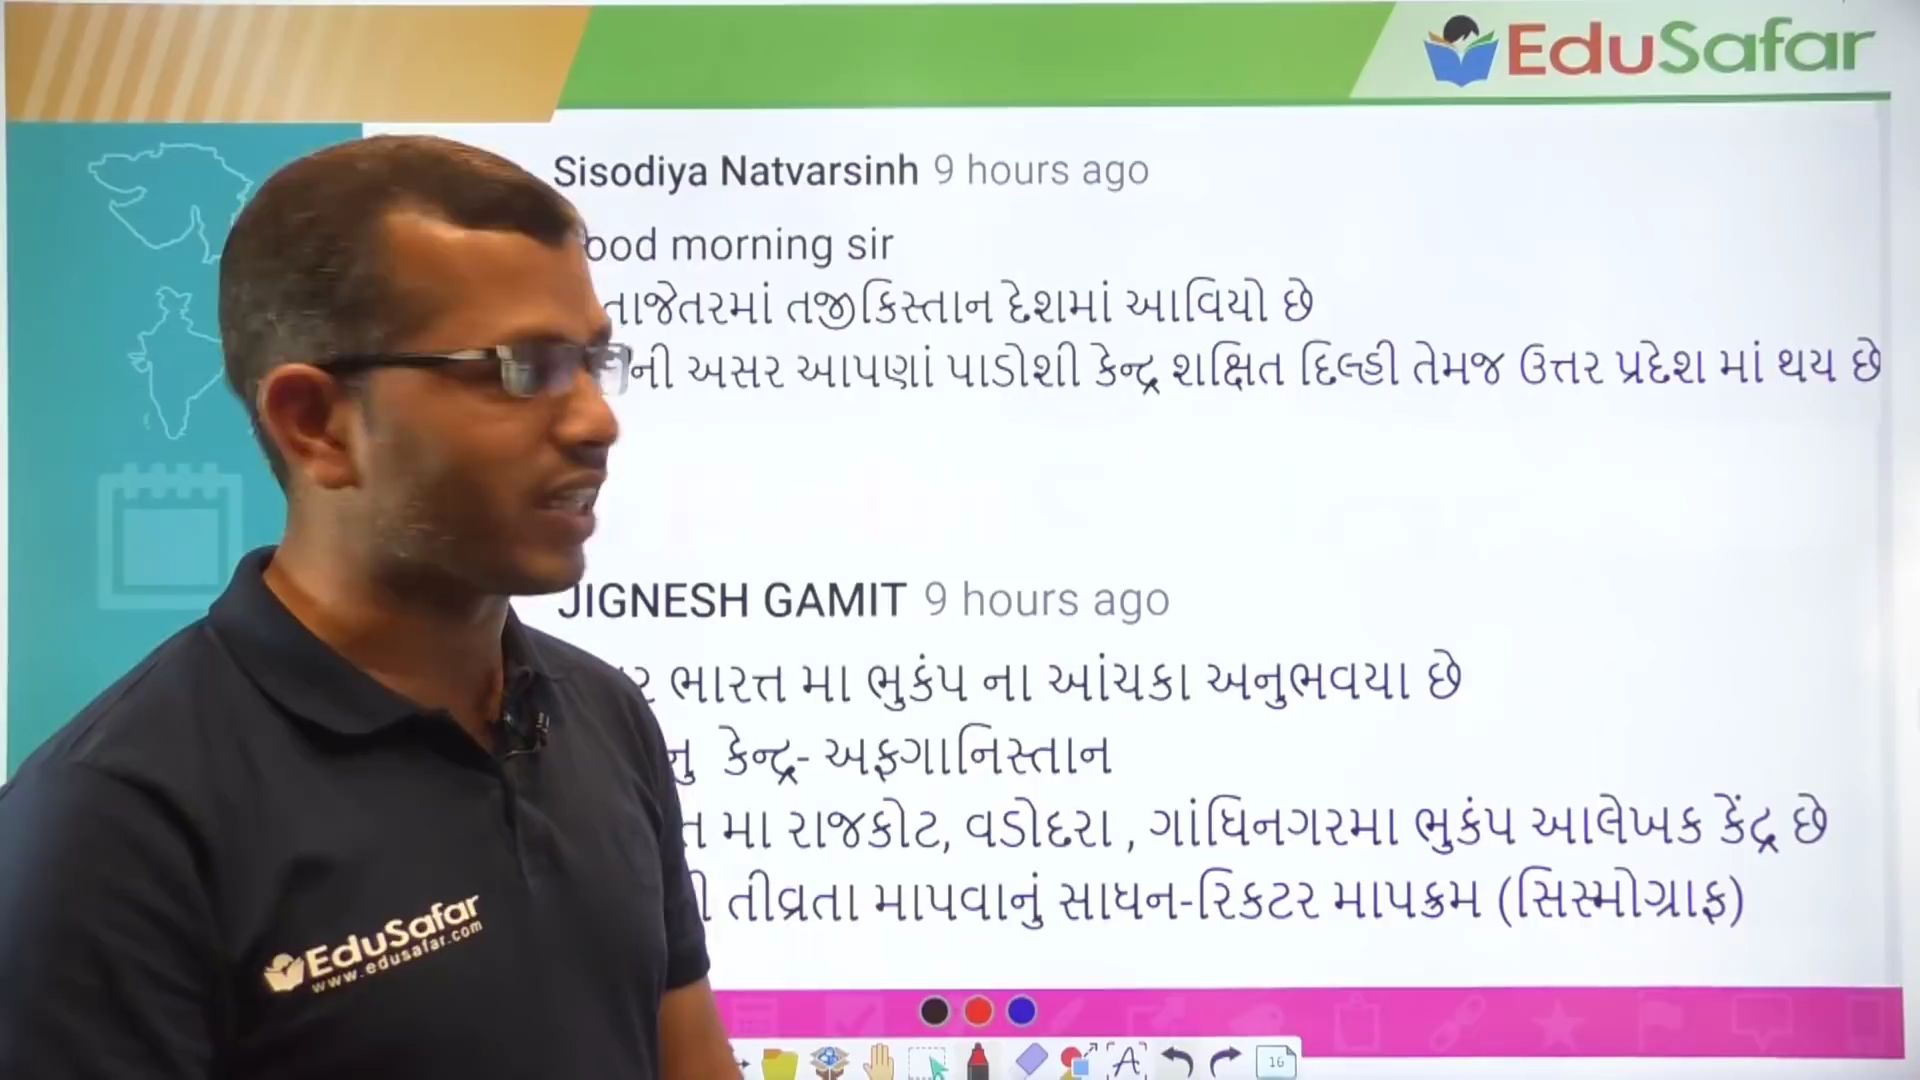 EduSafar
Sisodiya Natvarsinh 9 hours ago
morning sir
તાજેતરમાં તજીકિસ્તાન દેશમાં આવિયો છે
ની અસર આપણાં પાડોશી કેન્દ્ર શક્ષિત દિલ્હી તેમજ ઉત્તર પ્રદેશ માં થય છે
JIGNESH GAMIT 9 hours ago
ભારત્ત મા ભુકંપ ના આંચકા અનુભવયા છે
નુ કેન્દ્ર- અફગાનિસ્તાન
મા રાજકોટ, વડોદરા , ગાંધિનગરમા ભુકંપ આલેખક કેંદ્ર છે
તીવ્રતા માપવાનું સાધન-રિકટર માપક્રમ (સિસ્મોગ્રાફ)
EduSafar
www.edusafar.com
16